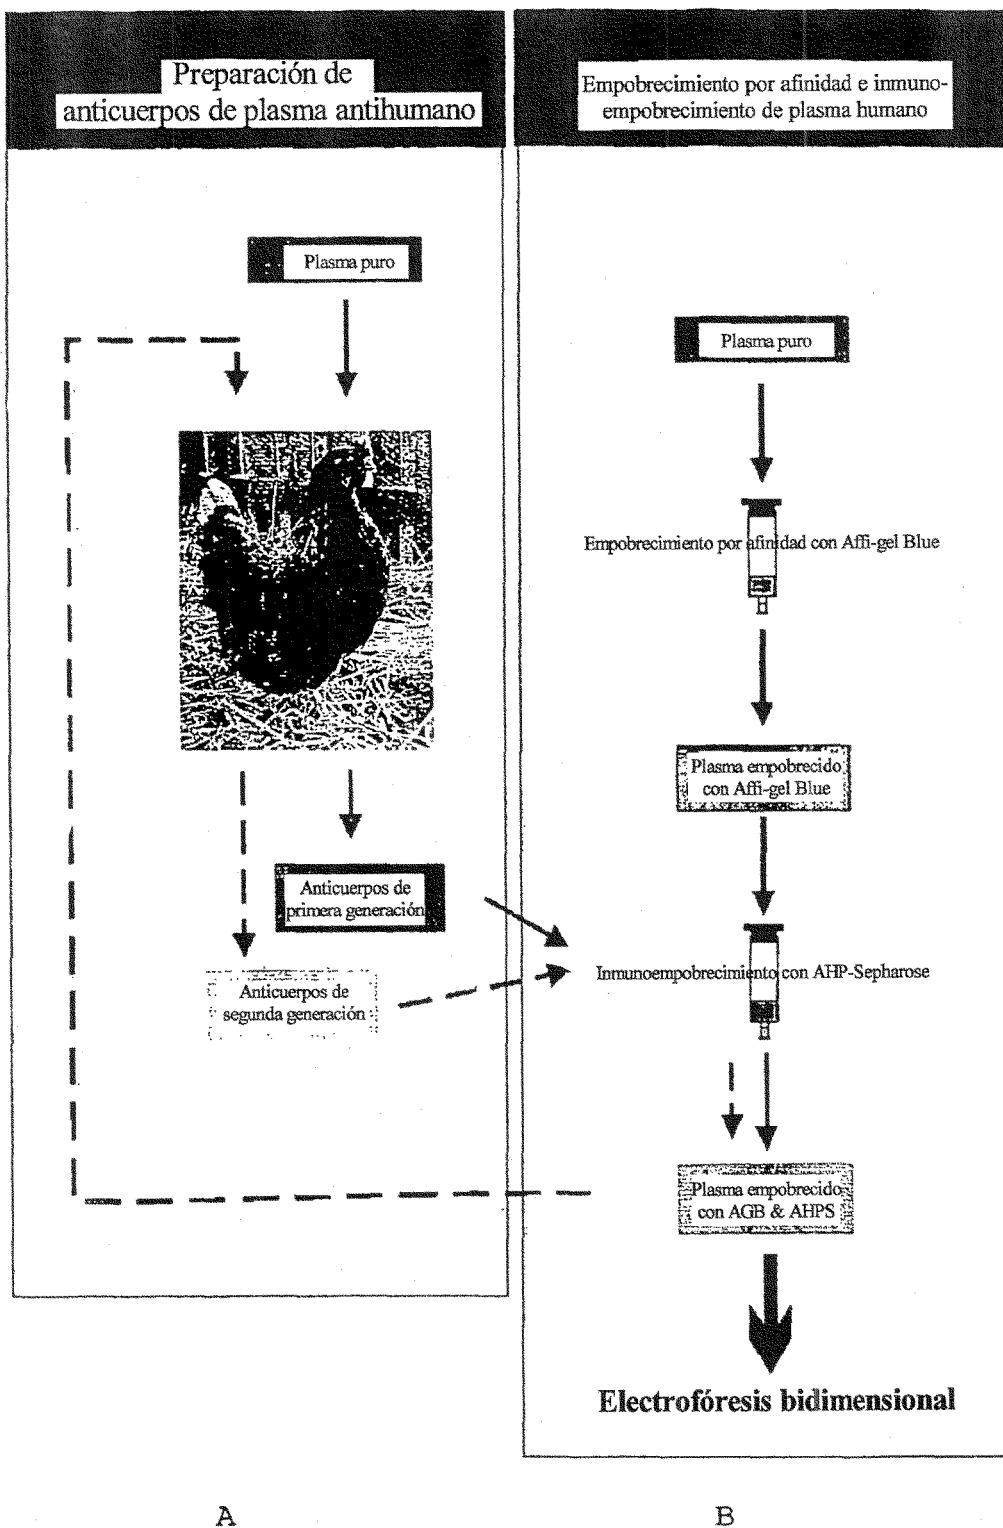 Preparación de
anticuerpos de plasma antihumano
Plasma puro
Anticuerpos de
primera generación
Anticuerpos de
segunda generación
A
Empobrecimiento por afinidad e inmuno-
empobrecimiento de plasma humano
Plasma puro
Empobrecimiento por afinidad con Affi-gel Blue
Plasma empobrecido
con Affi-gel Blue
Inmunoempobrecimiento con AHP-Sepharose
Plasma empobrecido
con AGB & AHPS
Electrofóresis bidimensional
B